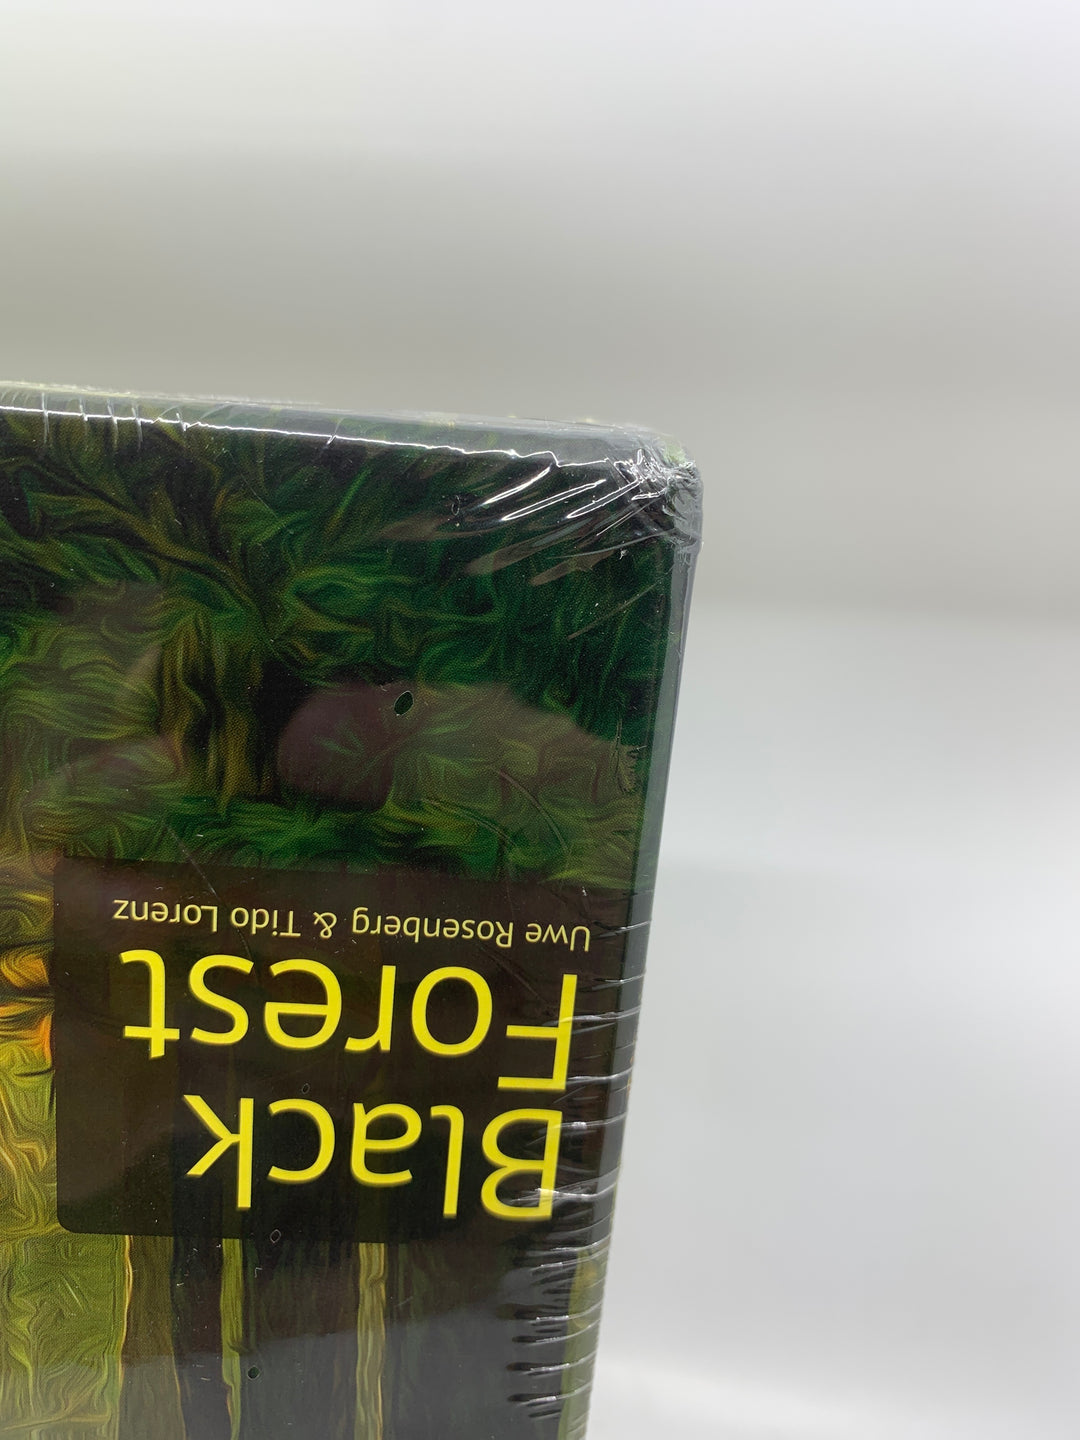 Uwe Rosenberg & Tido Lorenz
Black
Forest